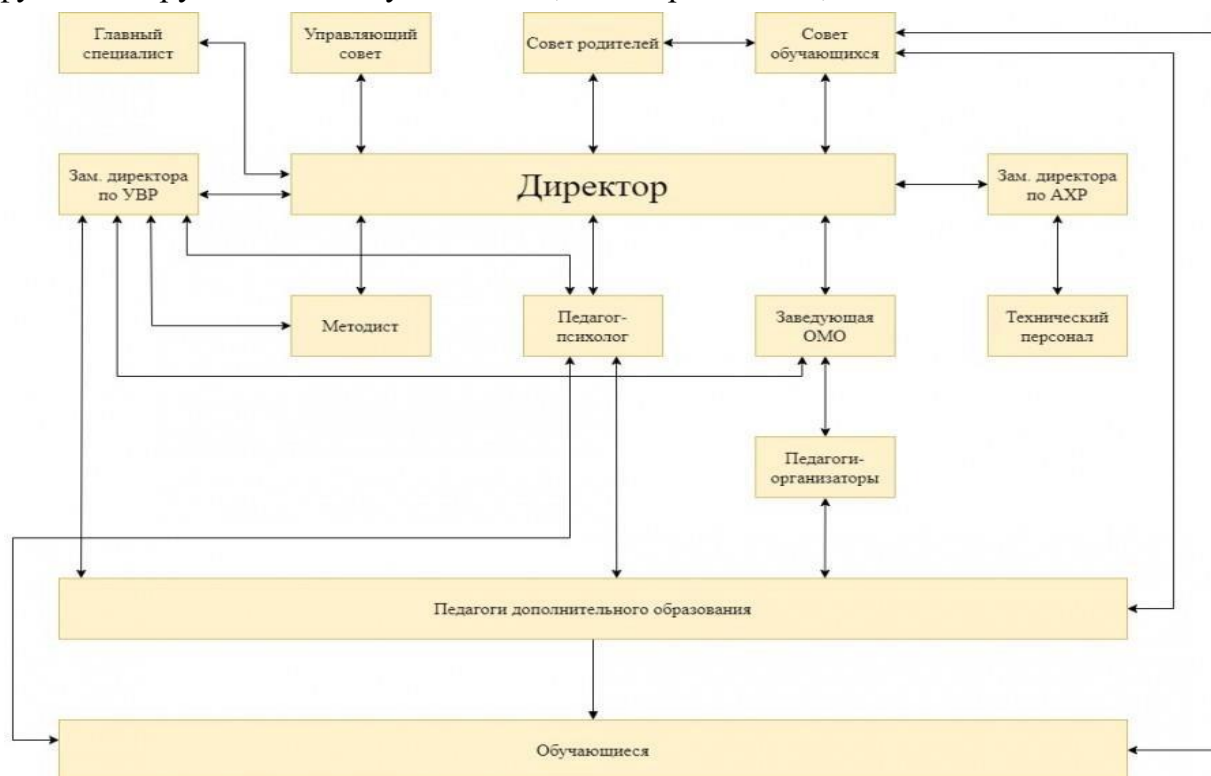 Главный
специалист
Управляющий
совет
Совет родителей
Совет
обучающихся
Зам. директора
по УВР
Директор
Зам. директора
по АХР
Методист
Педагог-
психолог
Заведующая
ОМО
Технический
персонал
Педагоги-
организаторы
Педагоги дополнительного образования
Обучающиеся